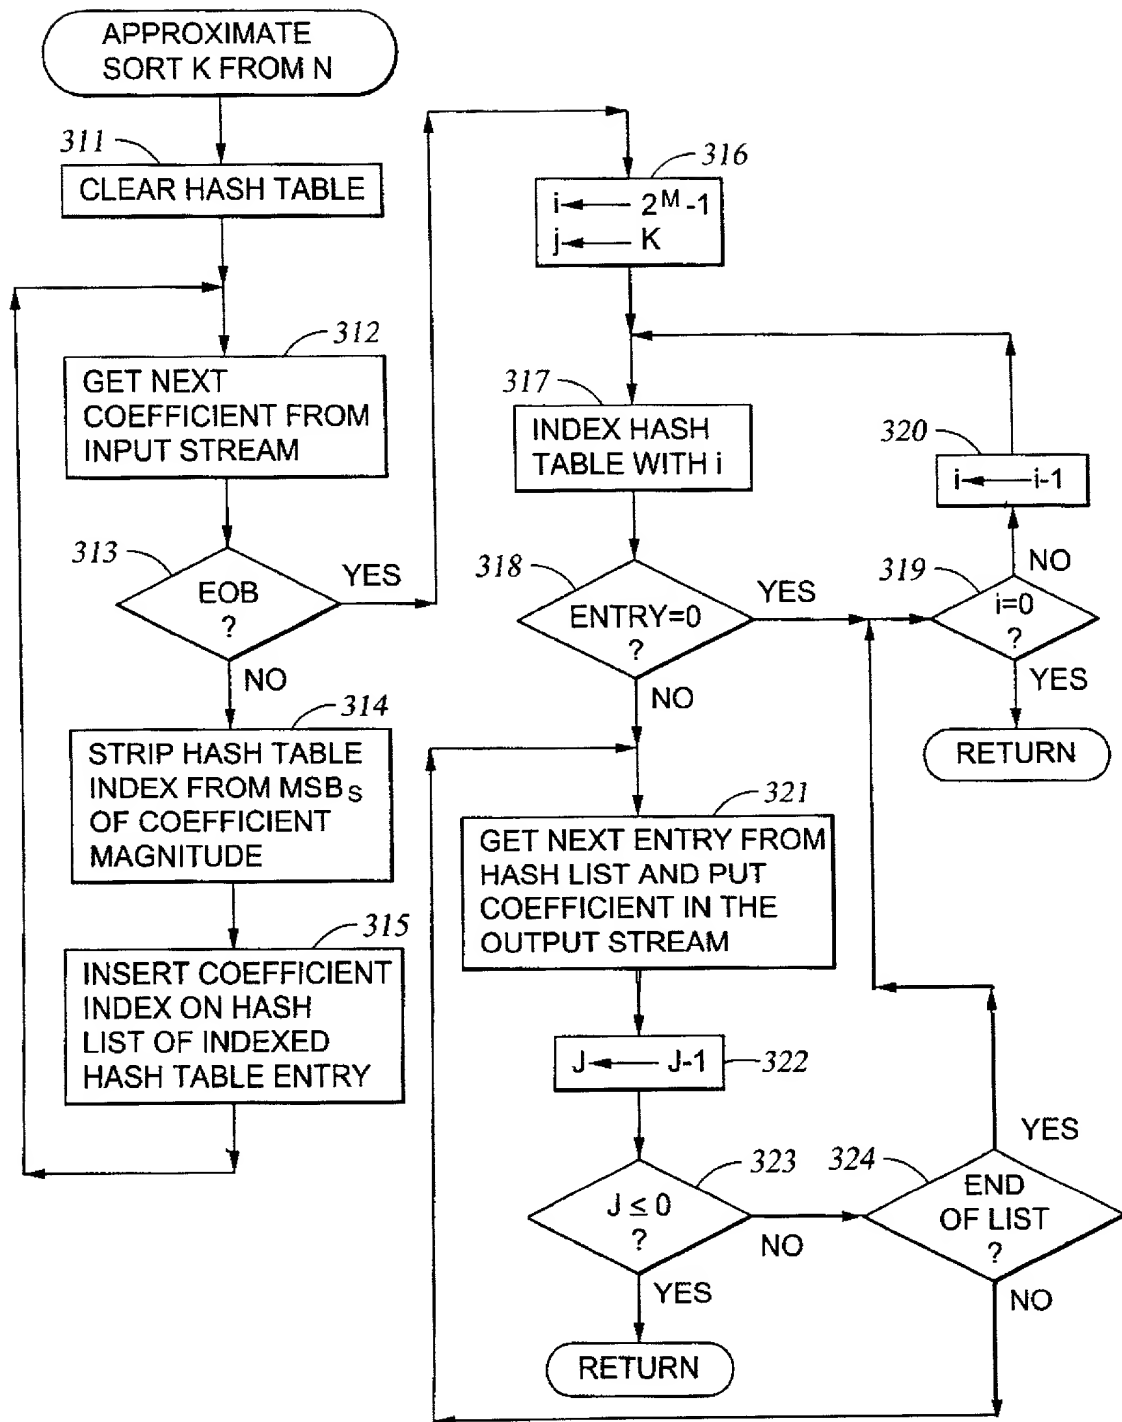 APPROXIMATE
SORT K FROM N
311
CLEAR HASH TABLE
312
GET NEXT
COEFFICIENT FROM
INPUT STREAM
313
EOB
?
YES
NO
314
STRIP HASH TABLE
INDEX FROM MSBS
OF COEFFICIENT
MAGNITUDE
315
INSERT COEFFICIENT
INDEX ON HASH
LIST OF INDEXED
HASH TABLE ENTRY
316
i ← 2^M-1
j ← K
317
INDEX HASH
TABLE WITH i
318
ENTRY=0
?
YES
NO
319
i=0
?
NO
YES
320
i ← i-1
RETURN
321
GET NEXT ENTRY FROM
HASH LIST AND PUT
COEFFICIENT IN THE
OUTPUT STREAM
J ← J-1
322
323
J ≤ 0
?
NO
YES
RETURN
324
END
OF LIST
?
YES
NO